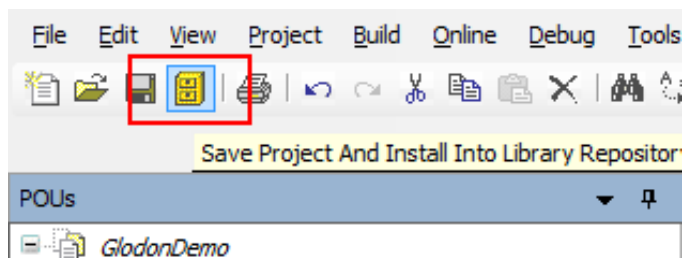 File Edit View Project Build Online Debug Tools
Save Project And Install Into Library Repository
POUs
GlodonDemo